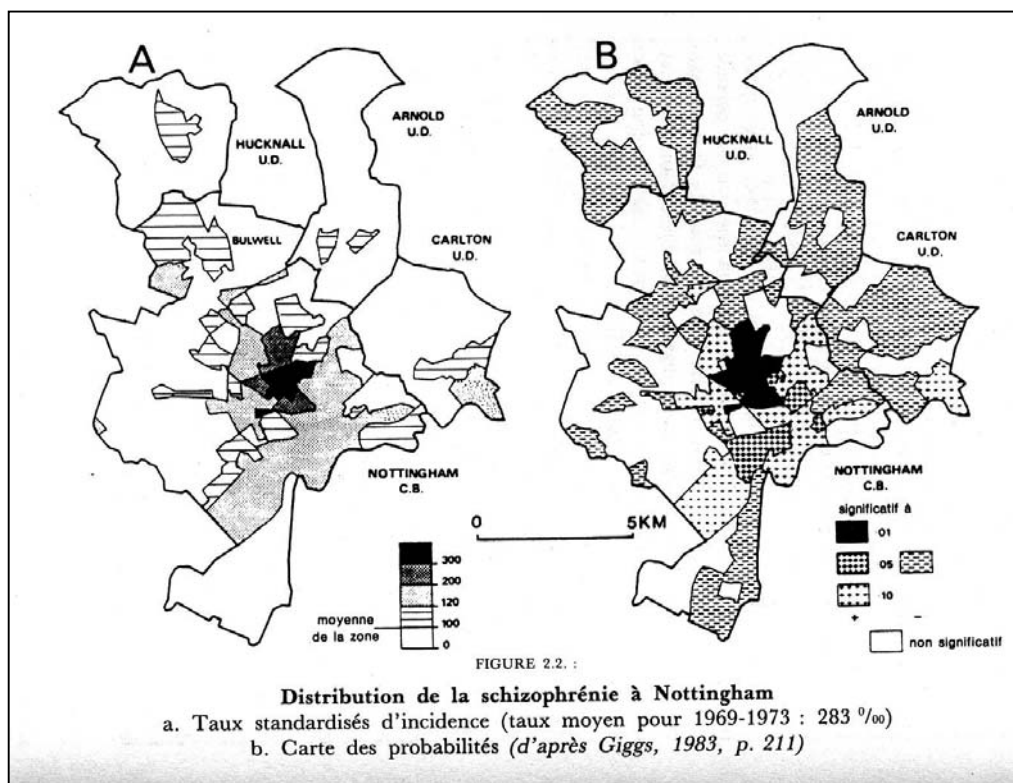 A
HUCKNALL
U.D.
ARNOLD
U.D.
BULWELL
CARLTON
U.D.
NOTTINGHAM
C.B.
300
200
120
100
0
moyenne
de la zone
0 5KM
B
HUCKNALL
U.D.
ARNOLD
U.D.
CARLTON
U.D.
NOTTINGHAM
C.B.
significatif à
·01
05
·10
+ −
non significatif
FIGURE 2.2. :
Distribution de la schizophrénie à Nottingham
a. Taux standardisés d'incidence (taux moyen pour 1969-1973 : 283 ⁰/₀₀)
b. Carte des probabilités (d'après Giggs, 1983, p. 211)